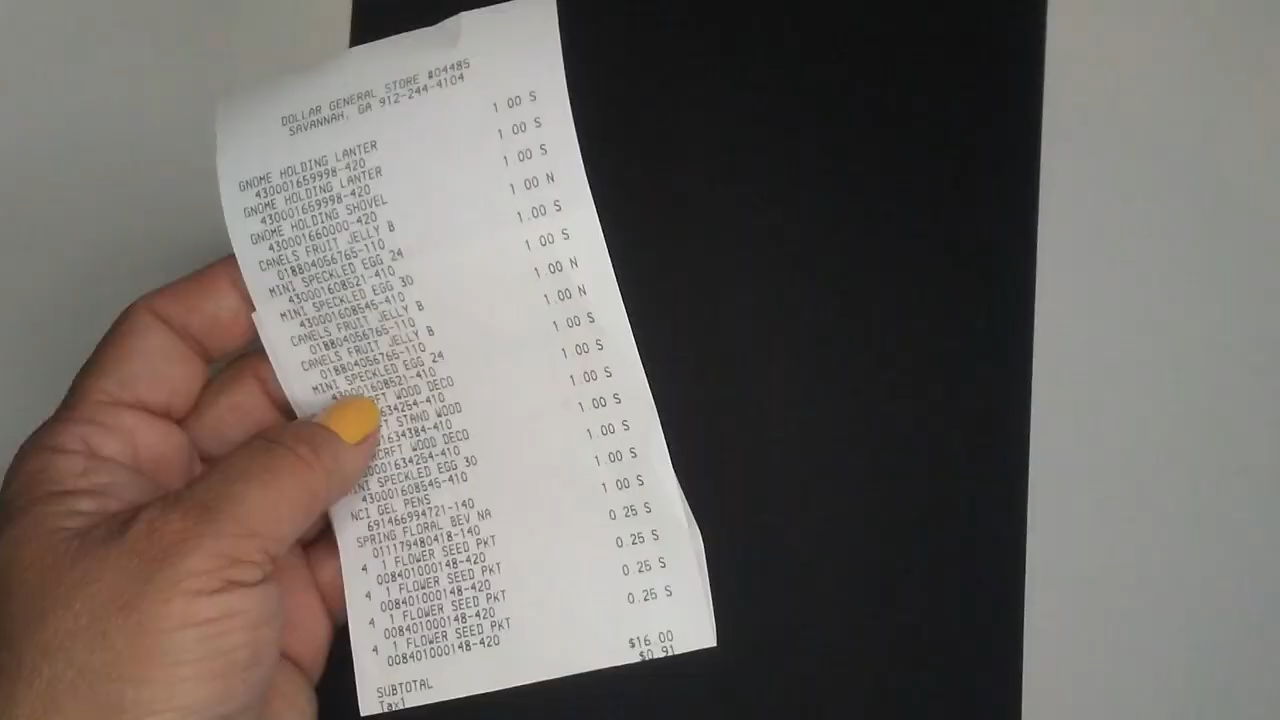 DOLLAR GENERAL STORE #04485
SAVANNAH, GA 912-244-4104
GNOME HOLDING LANTER 1.00 S
430001659998-420
GNOME HOLDING LANTER 1.00 S
430001659998-420
GNOME HOLDING SHOVEL 1.00 S
430001660000-420
CANELS FRUIT JELLY B 1.00 N
018804056765-110
MINI SPECKLED EGG 24 1.00 S
430001608521-410
MINI SPECKLED EGG 30 1.00 S
430001608545-410
CANELS FRUIT JELLY B 1.00 N
018804056765-110
CANELS FRUIT JELLY B 1.00 N
018804056765-110
MINI SPECKLED EGG 24 1.00 S
430001608521-410
WOOD DECO 1.00 S
634254-410
STAND WOOD 1.00 S
1634384-410
RCRFT WOOD DECO 1.00 S
0001634254-410
INI SPECKLED EGG 30 1.00 S
430001608545-410
NCI GEL PENS 1.00 S
691466994721-140
SPRING FLORAL BEV NA 1.00 S
011179480418-140
4 1 FLOWER SEED PKT 0.25 S
008401000148-420
4 1 FLOWER SEED PKT 0.25 S
008401000148-420
4 1 FLOWER SEED PKT 0.25 S
008401000148-420
4 1 FLOWER SEED PKT 0.25 S
008401000148-420
SUBTOTAL $16.00
Tax1 $0.91